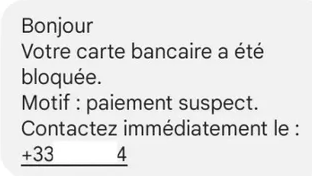 Bonjour
Votre carte bancaire a été
bloquée.
Motif : paiement suspect.
Contactez immédiatement le :
+33 4